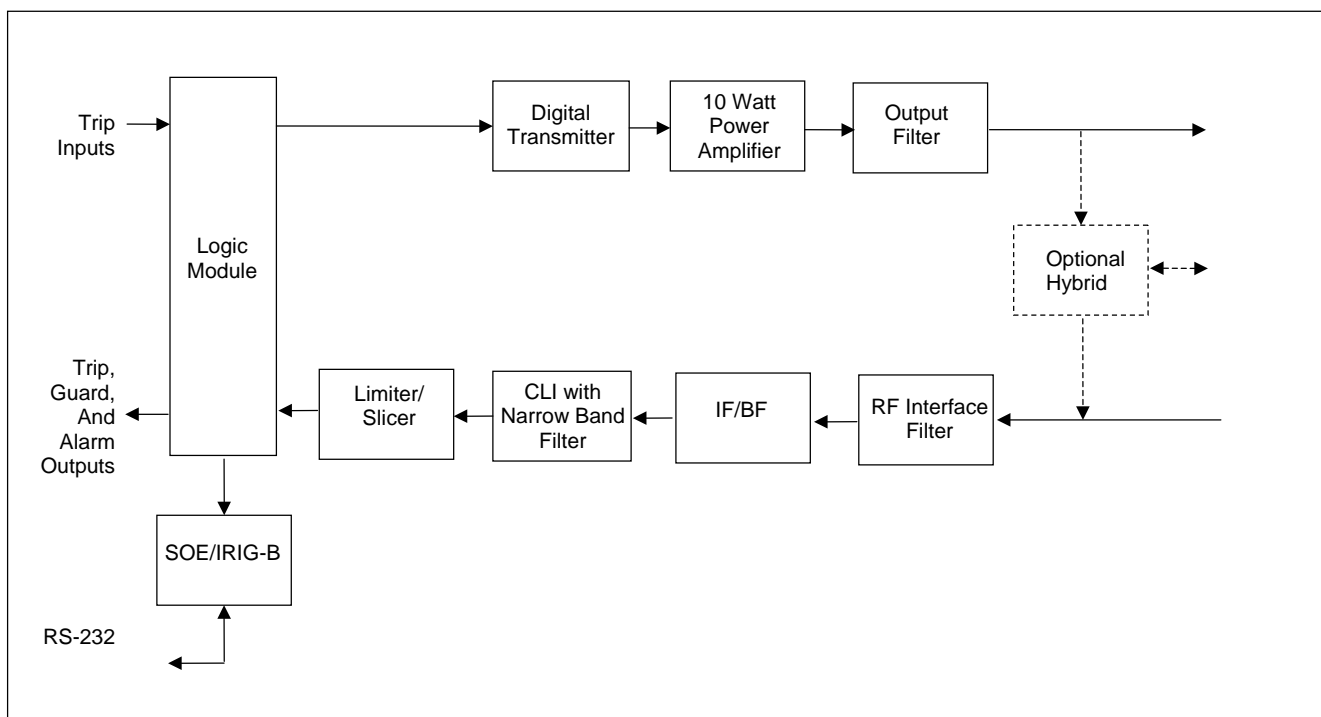 Trip
Inputs
Logic
Module
Digital
Transmitter
10 Watt
Power
Amplifier
Output
Filter
Optional
Hybrid
Trip,
Guard,
And
Alarm
Outputs
Limiter/
Slicer
CLI with
Narrow Band
Filter
IF/BF
RF Interface
Filter
SOE/IRIG-B
RS-232